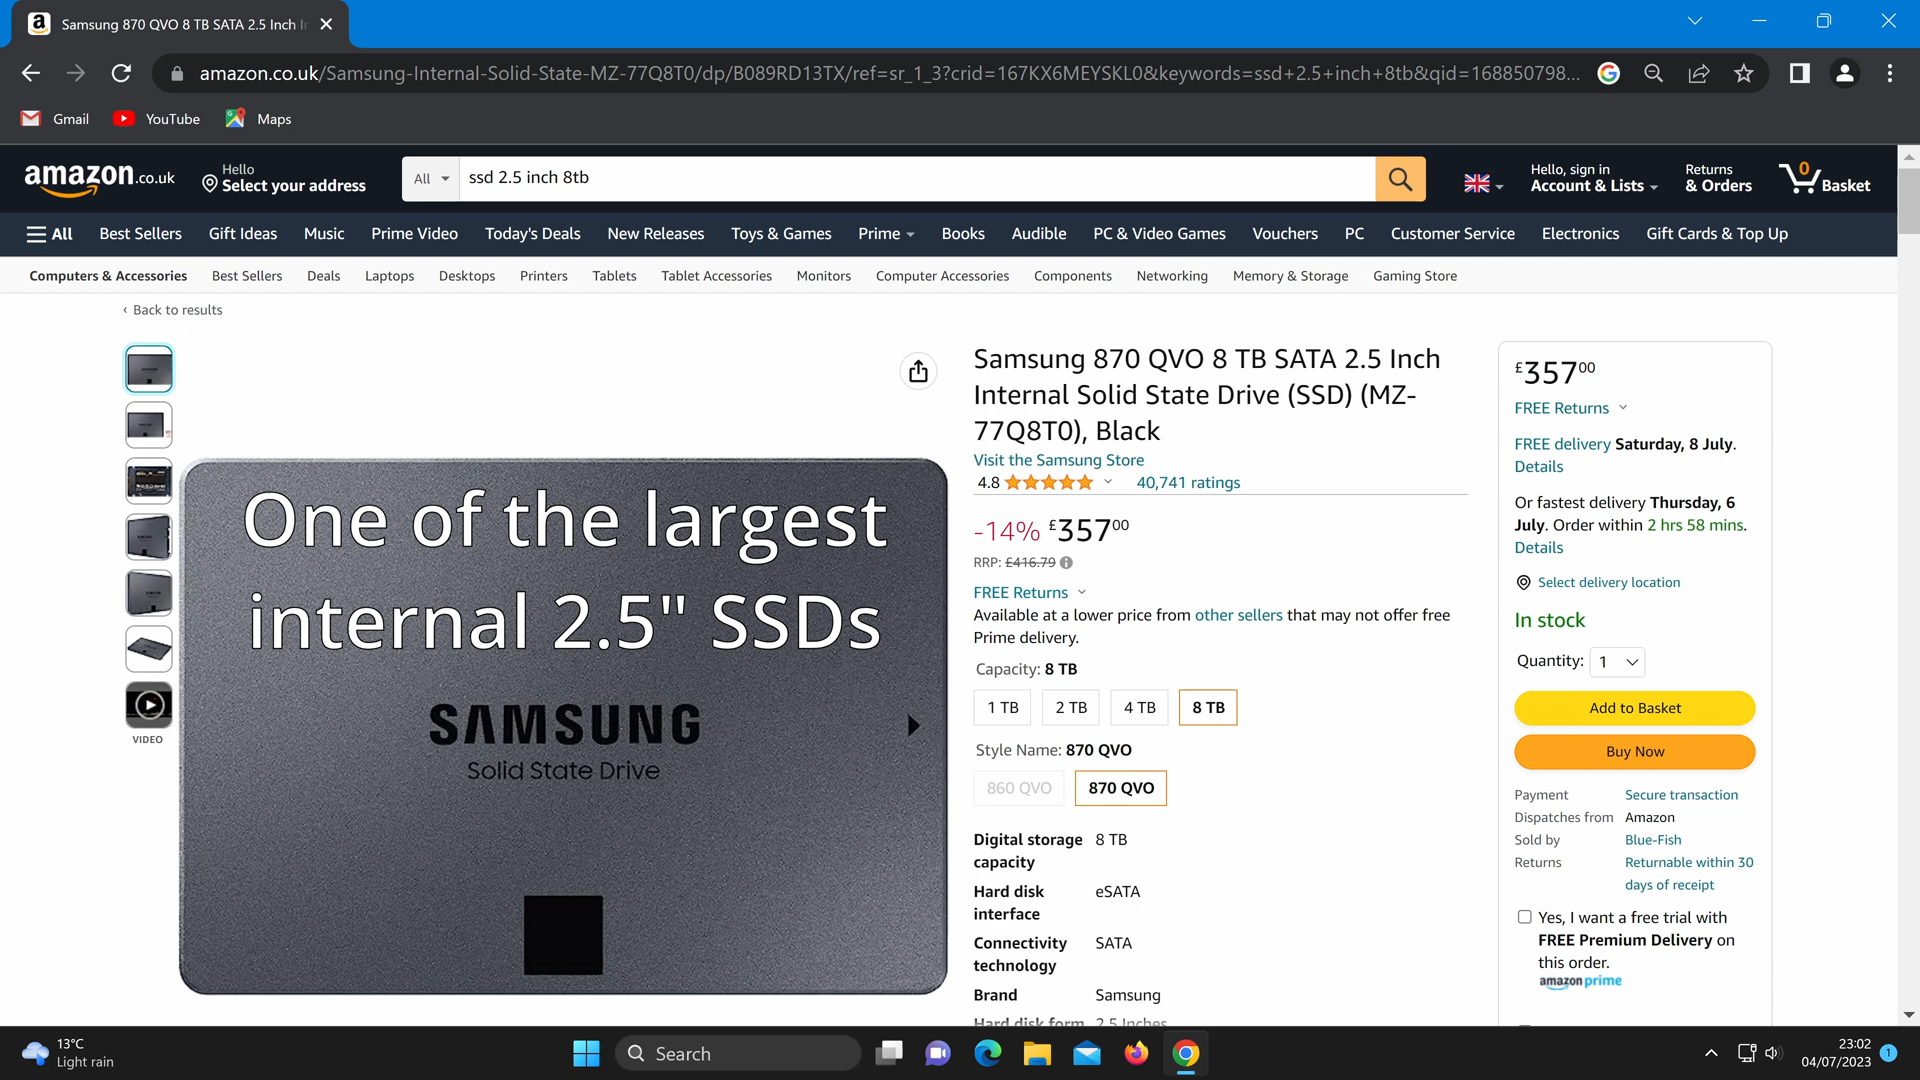 Samsung 870 QVO 8 TB SATA 2.5 Inch
amazon.co.uk/Samsung-Internal-Solid-State-MZ-77Q8T0/dp/B089RD13TX/ref=sr_1_3?crid=167KX6MEYSKL0&keywords=ssd+2.5+inch+8tb&qid=168850798...
Gmail YouTube Maps
amazon.co.uk
Hello
Select your address
All
ssd 2.5 inch 8tb
Hello, sign in
Account & Lists
Returns
& Orders
0
Basket
All Best Sellers Gift Ideas Music Prime Video Today's Deals New Releases Toys & Games Prime Books Audible PC & Video Games Vouchers PC Customer Service Electronics Gift Cards & Top Up
Computers & Accessories Best Sellers Deals Laptops Desktops Printers Tablets Tablet Accessories Monitors Computer Accessories Components Networking Memory & Storage Gaming Store
‹ Back to results
VIDEO
One of the largest
internal 2.5" SSDs
SAMSUNG
Solid State Drive
Samsung 870 QVO 8 TB SATA 2.5 Inch
Internal Solid State Drive (SSD) (MZ-
77Q8T0), Black
Visit the Samsung Store
4.8 40,741 ratings
-14% £35700
RRP: £416.79
FREE Returns
Available at a lower price from other sellers that may not offer free
Prime delivery.
Capacity: 8 TB
1 TB 2 TB 4 TB 8 TB
Style Name: 870 QVO
860 QVO 870 QVO
Digital storage 8 TB
capacity
Hard disk eSATA
interface
Connectivity SATA
technology
Brand Samsung
Hard disk form 2.5 Inches
£35700
FREE Returns
FREE delivery Saturday, 8 July.
Details
Or fastest delivery Thursday, 6
July. Order within 2 hrs 58 mins.
Details
Select delivery location
In stock
Quantity: 1
Add to Basket
Buy Now
Payment Secure transaction
Dispatches from Amazon
Sold by Blue-Fish
Returns Returnable within 30
days of receipt
Yes, I want a free trial with
FREE Premium Delivery on
this order.
amazon prime
13°C
Light rain
Search
23:02
04/07/2023
1